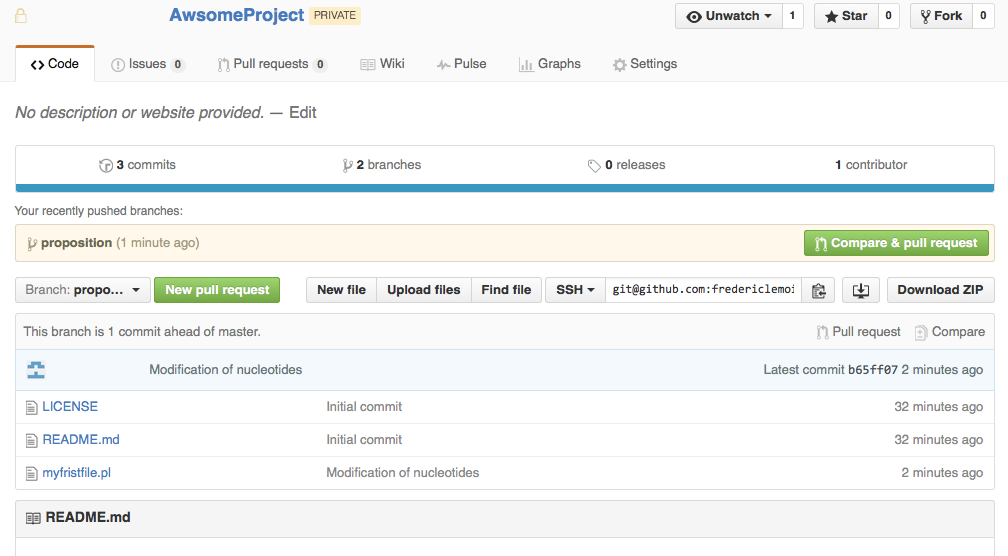 AwsomeProject PRIVATE Unwatch 1 Star 0 Fork 0
Code Issues 0 Pull requests 0 Wiki Pulse Graphs Settings
No description or website provided. — Edit
3 commits 2 branches 0 releases 1 contributor
Your recently pushed branches:
proposition (1 minute ago) Compare & pull request
Branch: propo... New pull request New file Upload files Find file SSH git@github.com:fredericlemoi Download ZIP
This branch is 1 commit ahead of master. Pull request Compare
Modification of nucleotides Latest commit b65ff07 2 minutes ago
LICENSE Initial commit 32 minutes ago
README.md Initial commit 32 minutes ago
myfristfile.pl Modification of nucleotides 2 minutes ago
README.md